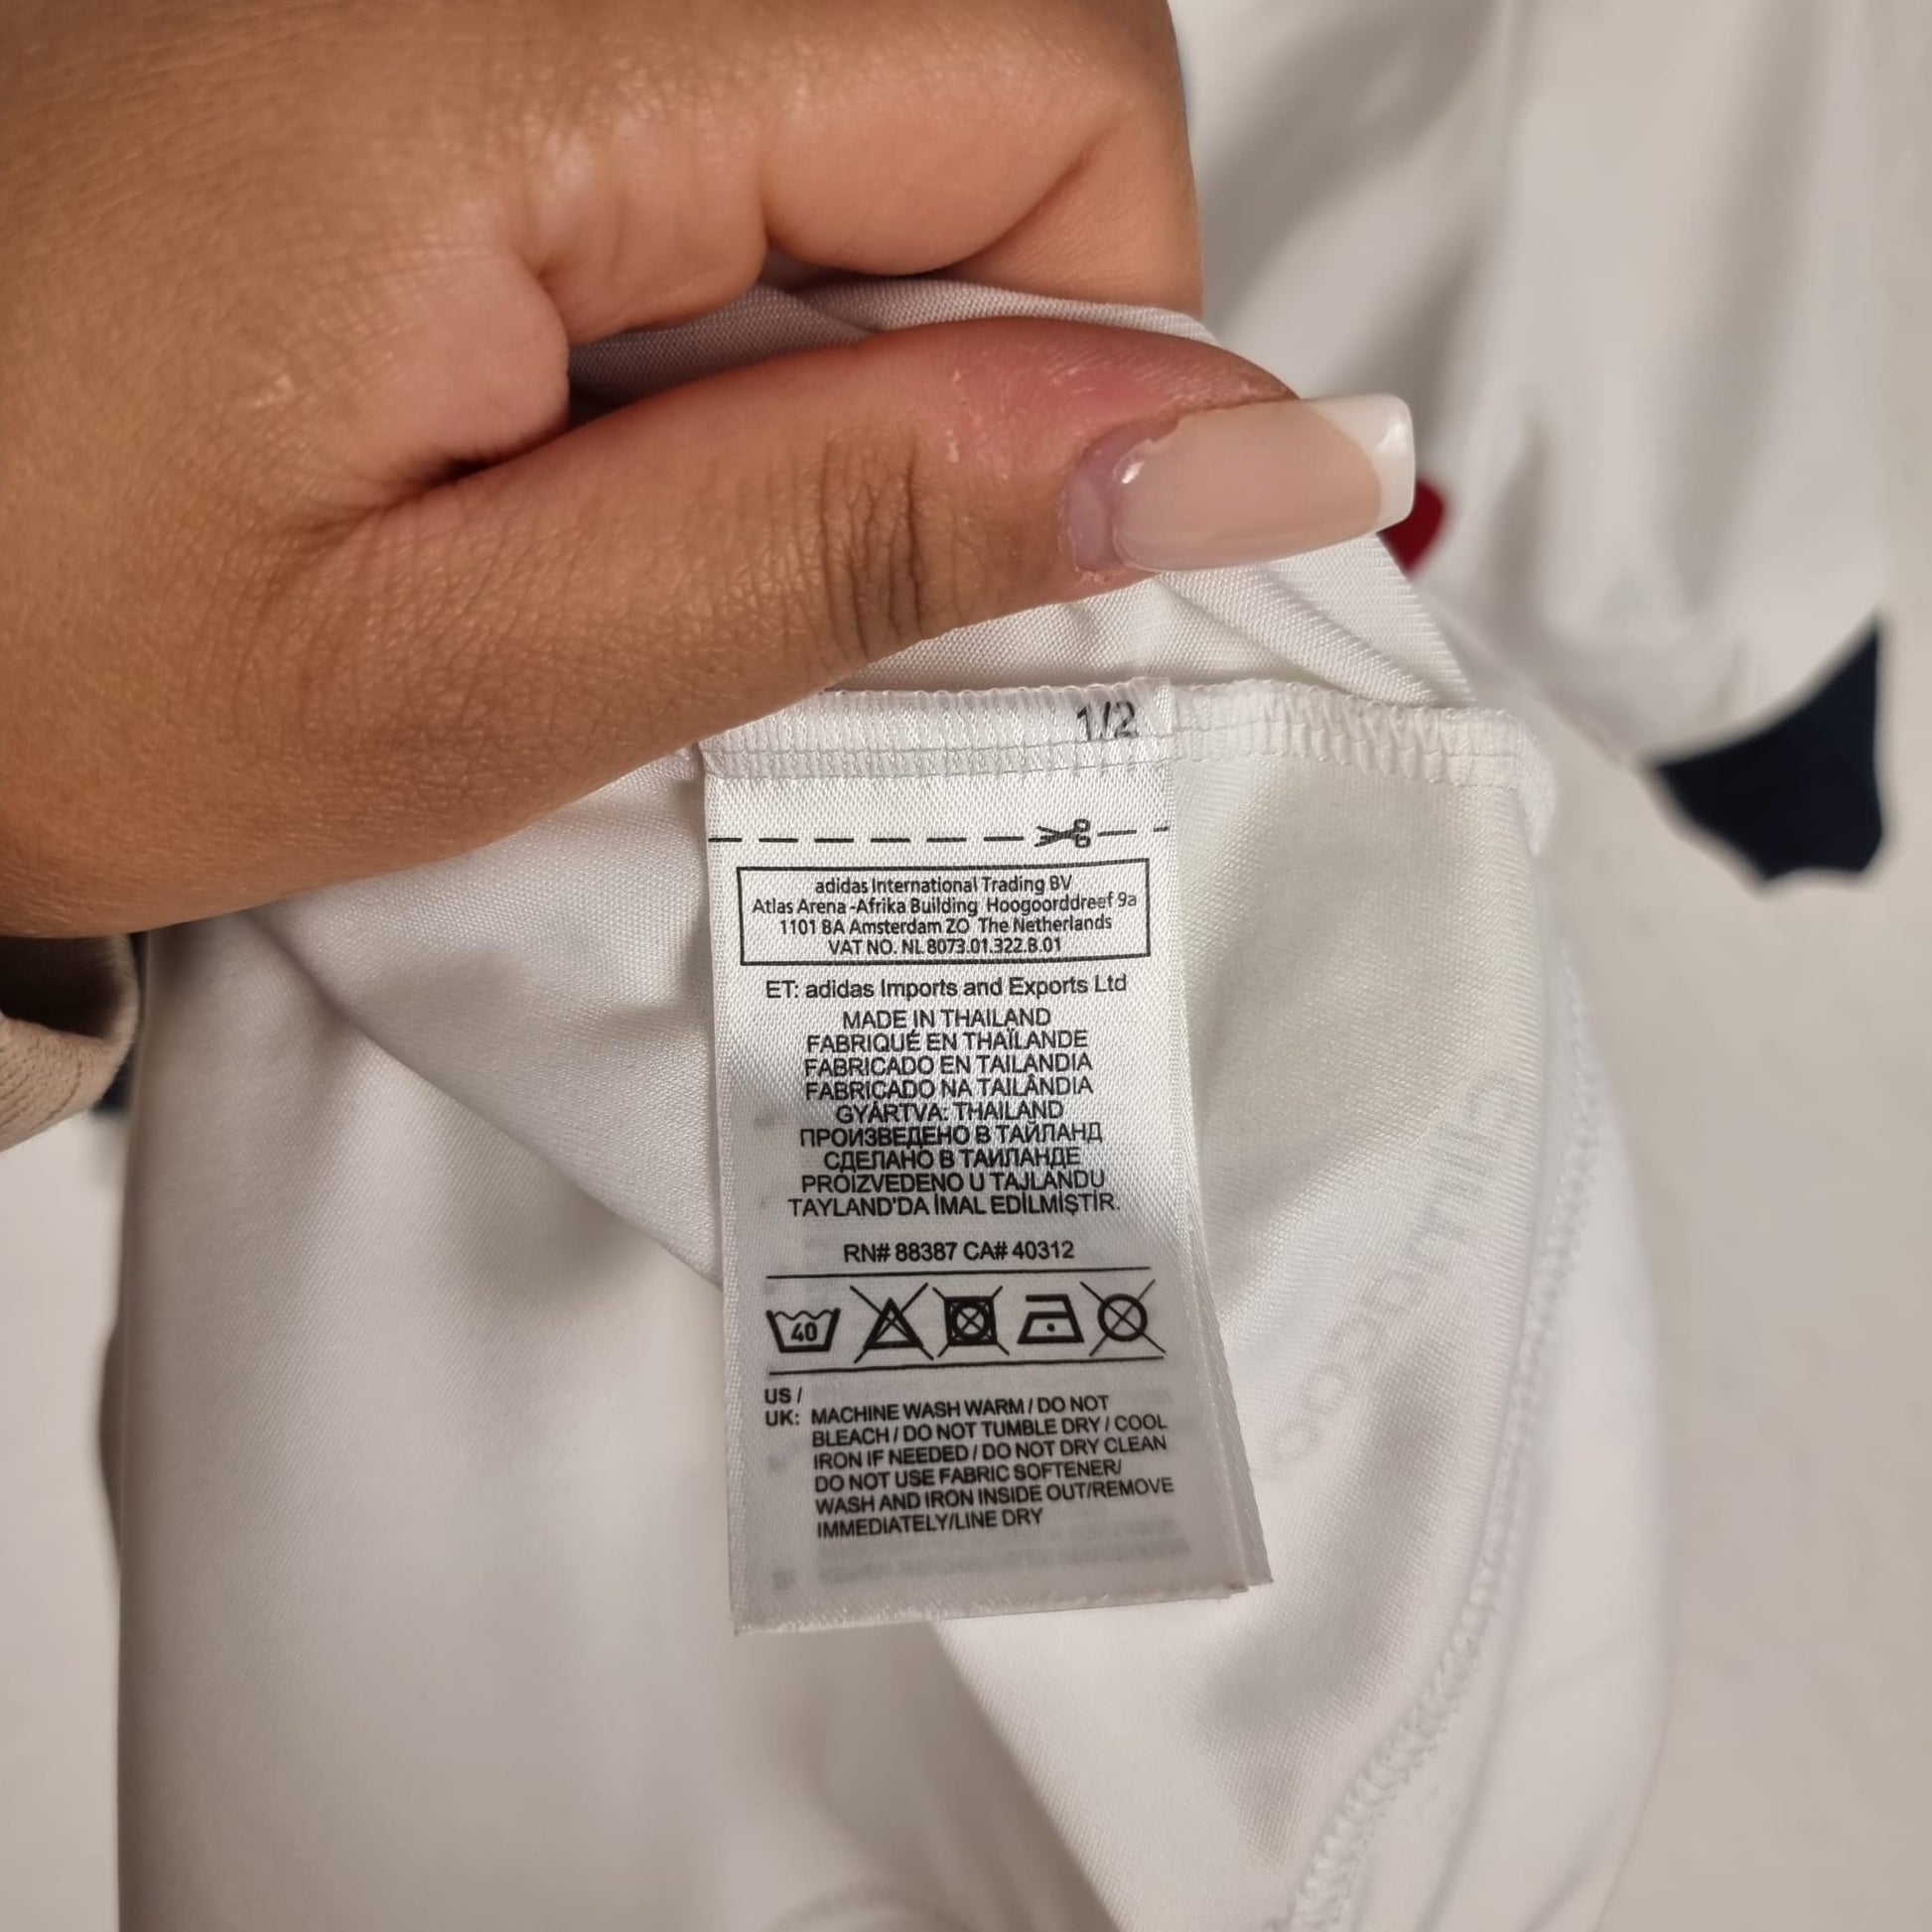 1/2
adidas International Trading BV
Atlas Arena -Afrika Building Hoogoorddreef 9a
1101 BA Amsterdam ZO The Netherlands
VAT NO. NL 8073.01.322.B.01
ET: adidas Imports and Exports Ltd
MADE IN THAILAND
FABRIQUÉ EN THAÏLANDE
FABRICADO EN TAILANDIA
FABRICADO NA TAILÂNDIA
GYÁRTVA: THAILAND
ПРОИЗВЕДЕНО В ТАЙЛАНД
СДЕЛАНО В ТАИЛАНДЕ
PROIZVEDENO U TAJLANDU
TAYLAND'DA İMAL EDİLMİŞTİR.
RN# 88387 CA# 40312
40
US /
UK: MACHINE WASH WARM / DO NOT
BLEACH / DO NOT TUMBLE DRY / COOL
IRON IF NEEDED / DO NOT DRY CLEAN
DO NOT USE FABRIC SOFTENER/
WASH AND IRON INSIDE OUT/REMOVE
IMMEDIATELY/LINE DRY